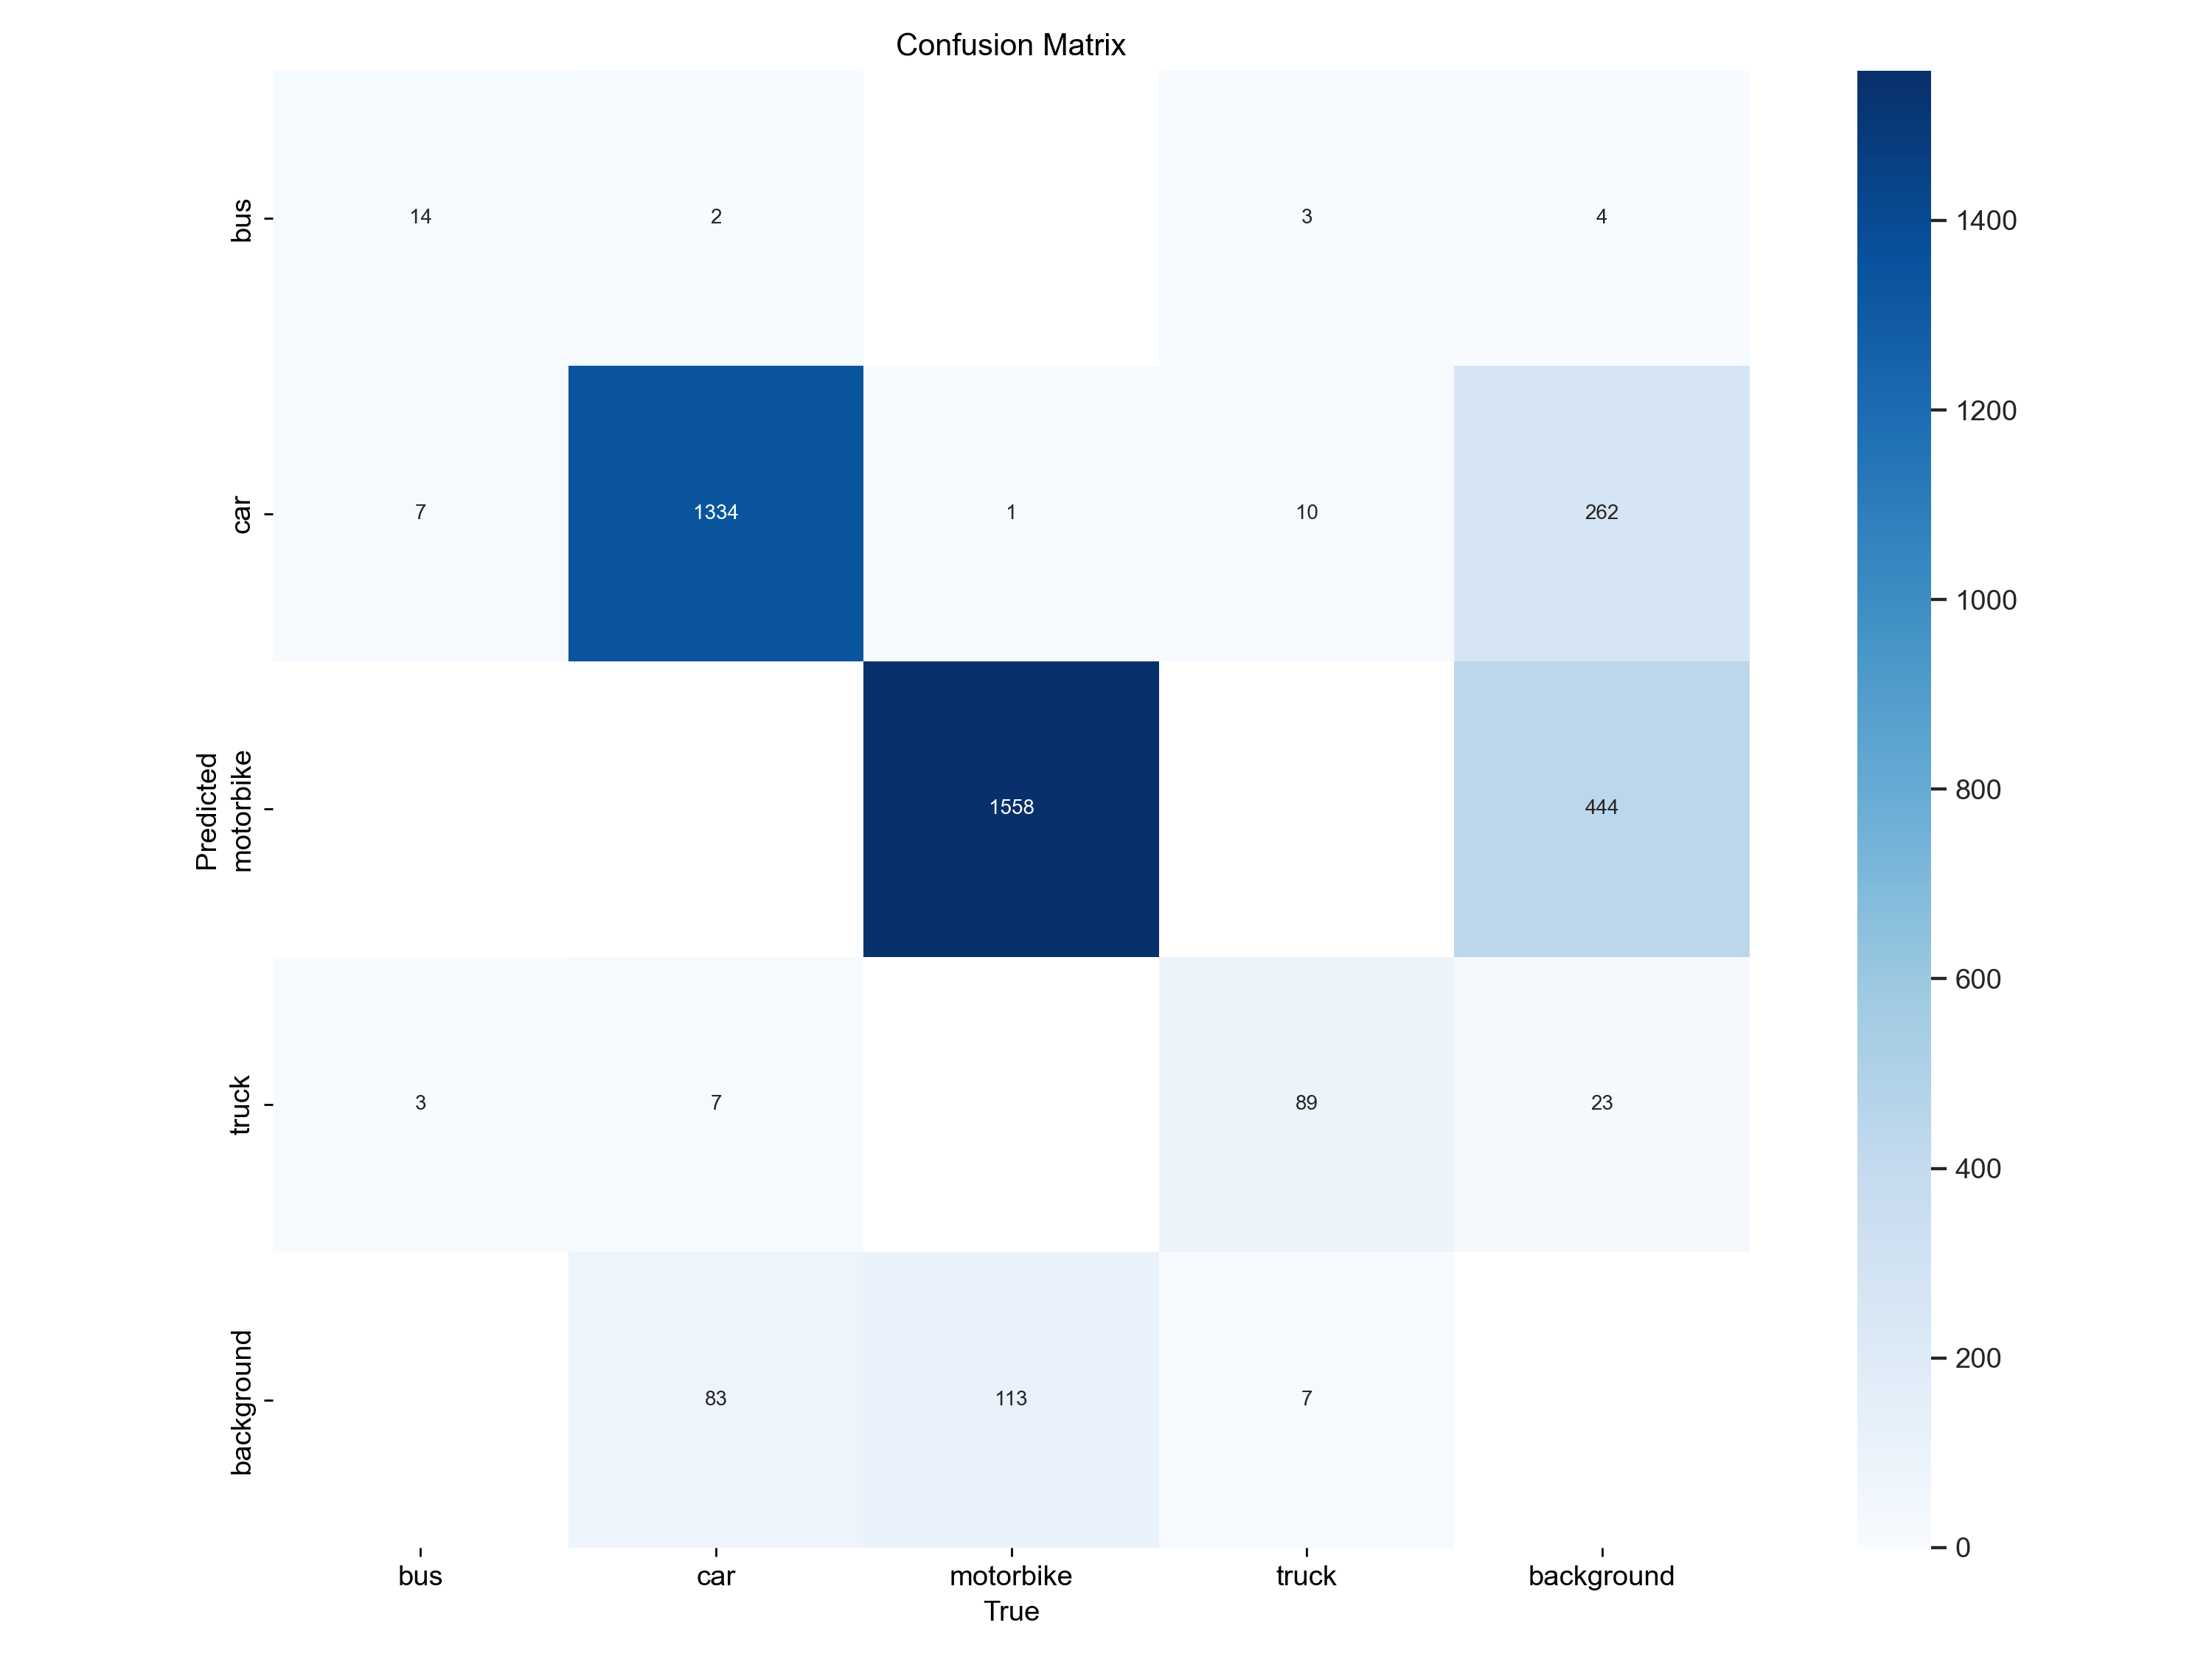 Confusion Matrix
bus
14
2
3
4
car
7
1334
1
10
262
Predicted
motorbike
1558
444
truck
3
7
89
23
background
83
113
7
bus
car
motorbike
truck
background
True
1400
1200
1000
800
600
400
200
0